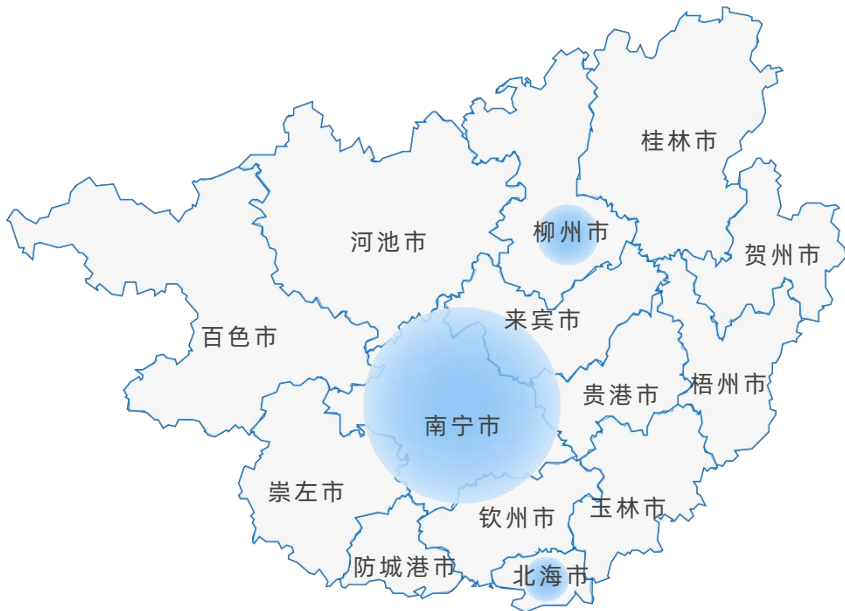 桂林市
柳州市
河池市
贺州市
来宾市
百色市
贵港市
梧州市
南宁市
崇左市
玉林市
钦州市
防城港市
北海市